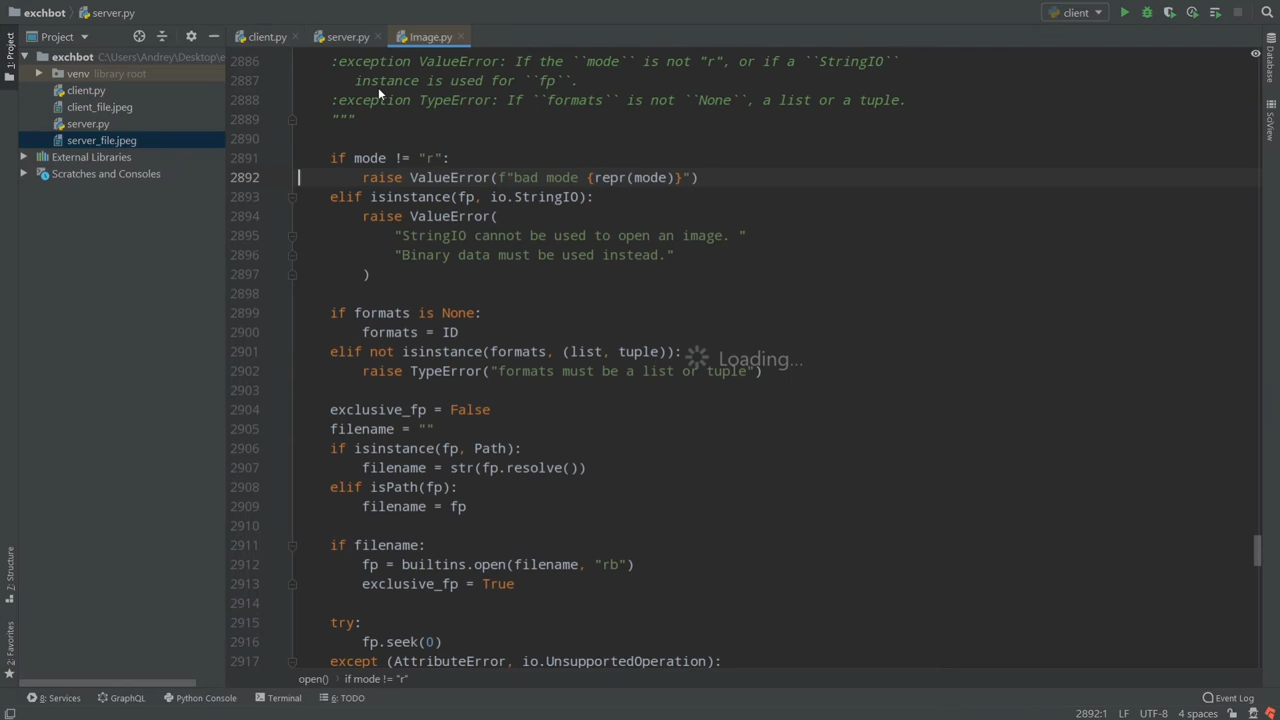 exchbot server.py
client
Project
client.py
server.py
Image.py
1: Project
exchbot C:\Users\Andrey\Desktop\e
venv library root
client.py
client_file.jpeg
server.py
server_file.jpeg
External Libraries
Scratches and Consoles
2886 :exception ValueError: If the ``mode`` is not "r", or if a ``StringIO``
2887 instance is used for ``fp``.
2888 :exception TypeError: If ``formats`` is not ``None``, a list or a tuple.
2889 """
2890
2891 if mode != "r":
2892 raise ValueError(f"bad mode {repr(mode)}")
2893 elif isinstance(fp, io.StringIO):
2894 raise ValueError(
2895 "StringIO cannot be used to open an image. "
2896 "Binary data must be used instead."
2897 )
2898
2899 if formats is None:
2900 formats = ID
2901 elif not isinstance(formats, (list, tuple)):
2902 raise TypeError("formats must be a list or tuple")
2903
2904 exclusive_fp = False
2905 filename = ""
2906 if isinstance(fp, Path):
2907 filename = str(fp.resolve())
2908 elif isPath(fp):
2909 filename = fp
2910
2911 if filename:
2912 fp = builtins.open(filename, "rb")
2913 exclusive_fp = True
2914
2915 try:
2916 fp.seek(0)
2917 except (AttributeError, io.UnsupportedOperation):
Loading...
Database
SciView
Z: Structure
2: Favorites
open() if mode != "r"
8: Services
GraphQL
Python Console
Terminal
6: TODO
Event Log
2892:1 LF UTF-8 4 spaces